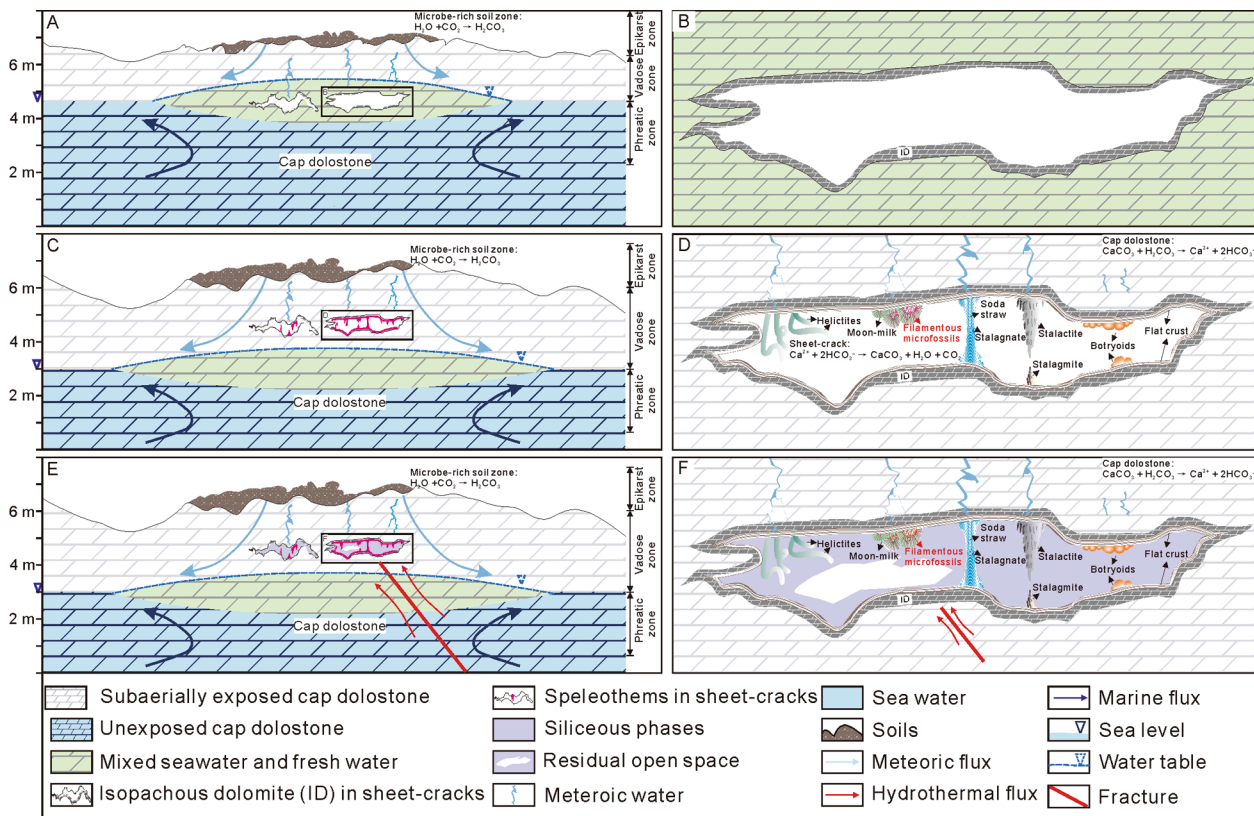 A
Microbe-rich soil zone:
H₂O +CO₂ → H₂CO₃
Epikarst
zone
Vadose
zone
Phreatic
zone
6 m
4 m
2 m
B
Cap dolostone
B
ID
C
Microbe-rich soil zone:
H₂O +CO₂ → H₂CO₃
Epikarst
zone
Vadose
zone
Phreatic
zone
6 m
4 m
2 m
D
Cap dolostone
D
Cap dolostone:
CaCO₃ + H₂CO₃ → Ca²⁺ + 2HCO₃⁻
Helictites
Moon-milk
Filamentous
microfossils
Soda
straw
Stalagnate
Stalactite
Stalagmite
Botryoids
Flat crust
Sheet-crack:
Ca²⁺ + 2HCO₃⁻ → CaCO₃ + H₂O + CO₂
ID
E
Microbe-rich soil zone:
H₂O +CO₂ → H₂CO₃
Epikarst
zone
Vadose
zone
Phreatic
zone
6 m
4 m
2 m
F
Cap dolostone
F
Cap dolostone:
CaCO₃ + H₂CO₃ → Ca²⁺ + 2HCO₃⁻
Helictites
Moon-milk
Filamentous
microfossils
Soda
straw
Stalagnate
Stalactite
Stalagmite
Botryoids
Flat crust
ID
Subaerially exposed cap dolostone
Unexposed cap dolostone
Mixed seawater and fresh water
Isopachous dolomite (ID) in sheet-cracks
Speleothems in sheet-cracks
Siliceous phases
Residual open space
Meteroic water
Sea water
Soils
Meteoric flux
Hydrothermal flux
Marine flux
Sea level
Water table
Fracture